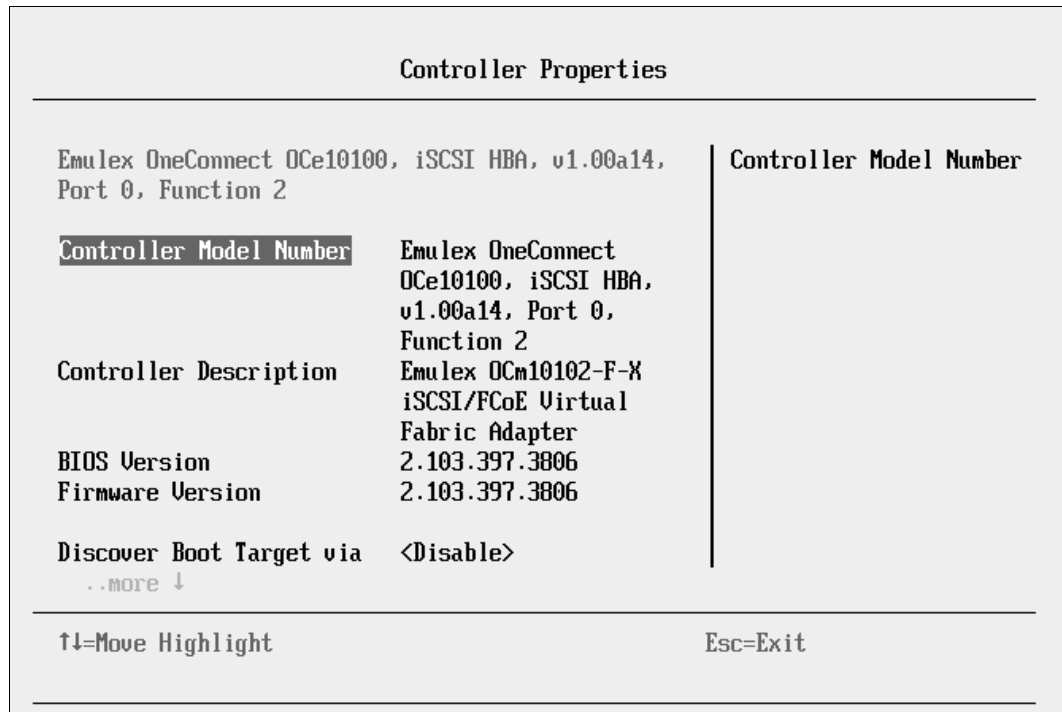 Controller Properties
Emulex OneConnect OCe10100, iSCSI HBA, v1.00a14,
Port 0, Function 2
Controller Model Number
Controller Model Number
Emulex OneConnect
OCe10100, iSCSI HBA,
v1.00a14, Port 0,
Function 2
Controller Description
Emulex OCm10102-F-X
iSCSI/FCoE Virtual
Fabric Adapter
BIOS Version
2.103.397.3806
Firmware Version
2.103.397.3806
Discover Boot Target via
<Disable>
..more ↓
↑↓=Move Highlight
Esc=Exit